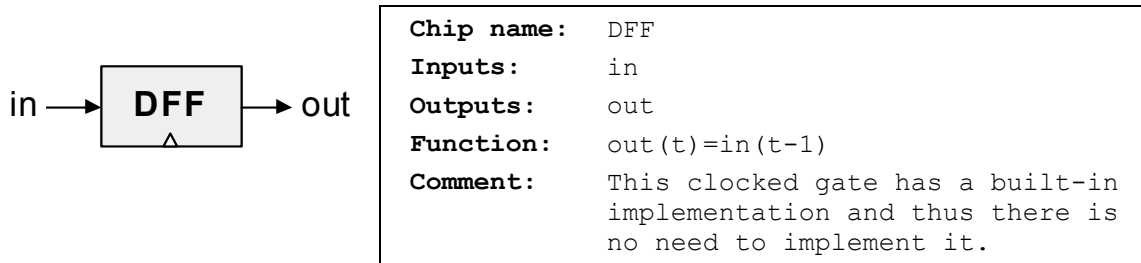 in DFF out
Chip name: DFF
Inputs: in
Outputs: out
Function: out(t)=in(t-1)
Comment: This clocked gate has a built-in
implementation and thus there is
no need to implement it.